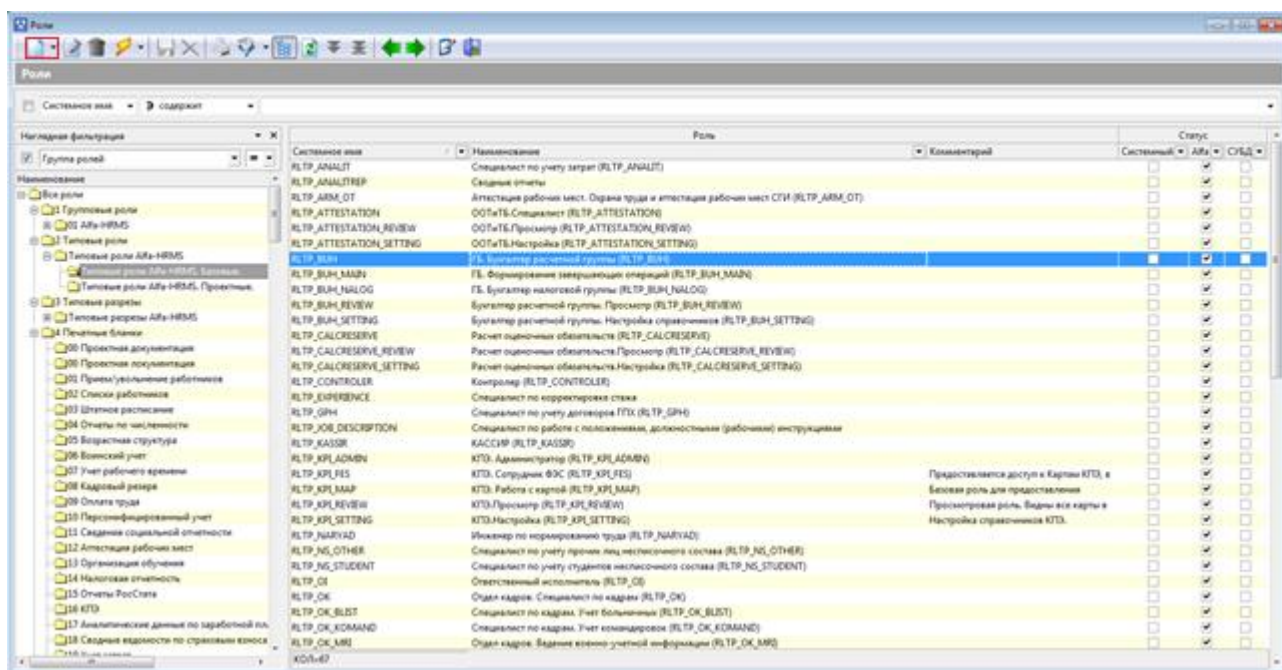 Роли
Роли
Системное имя содержит
Наглядная фильтрация
Группа ролей =
Наименование
Все роли
01 Групповые роли
01 Alfa-HRMS
02 Типовые роли
Типовые роли Alfa-HRMS
Типовые роли Alfa-HRMS. Базовые.
Типовые роли Alfa-HRMS. Проектные.
03 Типовые разрезы
Типовые разрезы Alfa-HRMS
04 Печатные бланки
00 Проектная документация
00 Проектная документация
01 Прием/увольнение работников
02 Списки работников
03 Штатное расписание
04 Отчеты по численности
05 Возрастная структура
06 Воинский учет
07 Учет рабочего времени
08 Кадровый резерв
09 Оплата труда
10 Персонифицированный учет
11 Сведения социальной отчетности
12 Аттестация рабочих мест
13 Организация обучения
14 Налоговая отчетность
15 Отчеты РосСтата
16 КПЭ
17 Аналитические данные по заработной пл
18 Сводные ведомости по страховым взноса
Роль Статус
Системное имя Наименование Комментарий Системный Alfa СУБД
RLTP_ANALIT Специалист по учету затрат (RLTP_ANALIT)
RLTP_ANALITREP Сводные отчеты
RLTP_ARM_OT Аттестация рабочих мест. Охрана труда и аттестация рабочих мест СГИ (RLTP_ARM_OT)
RLTP_ATTESTATION ООТиТБ.Специалист (RLTP_ATTESTATION)
RLTP_ATTESTATION_REVIEW ООТиТБ.Просмотр (RLTP_ATTESTATION_REVIEW)
RLTP_ATTESTATION_SETTING ООТиТБ.Настройка (RLTP_ATTESTATION_SETTING)
RLTP_BUH ГБ. Бухгалтер расчетной группы (RLTP_BUH)
RLTP_BUH_MAIN ГБ. Формирование завершающих операций (RLTP_BUH_MAIN)
RLTP_BUH_NALOG ГБ. Бухгалтер налоговой группы (RLTP_BUH_NALOG)
RLTP_BUH_REVIEW Бухгалтер расчетной группы. Просмотр (RLTP_BUH_REVIEW)
RLTP_BUH_SETTING Бухгалтер расчетной группы. Настройка справочников (RLTP_BUH_SETTING)
RLTP_CALCRESERVE Расчет оценочных обязательств (RLTP_CALCRESERVE)
RLTP_CALCRESERVE_REVIEW Расчет оценочных обязательств.Просмотр (RLTP_CALCRESERVE_REVIEW)
RLTP_CALCRESERVE_SETTING Расчет оценочных обязательств.Настройка (RLTP_CALCRESERVE_SETTING)
RLTP_CONTROLER Контролер (RLTP_CONTROLER)
RLTP_EXPERIENCE Специалист по корректировке стажа
RLTP_GPH Специалист по учету договоров ГПХ (RLTP_GPH)
RLTP_JOB_DESCRIPTION Специалист по работе с положениями, должностными (рабочими) инструкциями
RLTP_KASSIR КАССИР (RLTP_KASSIR)
RLTP_KPI_ADMIN КПЭ. Администратор (RLTP_KPI_ADMIN)
RLTP_KPI_FES КПЭ. Сотрудник ФЭС (RLTP_KPI_FES) Предоставляется доступ к Картам КПЭ, в
RLTP_KPI_MAP КПЭ. Работа с картой (RLTP_KPI_MAP) Базовая роль для предоставления
RLTP_KPI_REVIEW КПЭ.Просмотр (RLTP_KPI_REVIEW) Просмотровая роль. Видны все карты в
RLTP_KPI_SETTING КПЭ.Настройка (RLTP_KPI_SETTING) Настройка справочников КПЭ.
RLTP_NARYAD Инженер по нормированию труда (RLTP_NARYAD)
RLTP_NS_OTHER Специалист по учету прочих лиц несписочного состава (RLTP_NS_OTHER)
RLTP_NS_STUDENT Специалист по учету студентов несписочного состава (RLTP_NS_STUDENT)
RLTP_OI Ответственный исполнитель (RLTP_OI)
RLTP_OK Отдел кадров. Специалист по кадрам (RLTP_OK)
RLTP_OK_BLIST Специалист по кадрам. Учет больничных (RLTP_OK_BLIST)
RLTP_OK_KOMAND Специалист по кадрам. Учет командировок (RLTP_OK_KOMAND)
RLTP_OK_MRI Отдел кадров. Ведение военно-учетной информации (RLTP_OK_MRI)
КОЛ=67